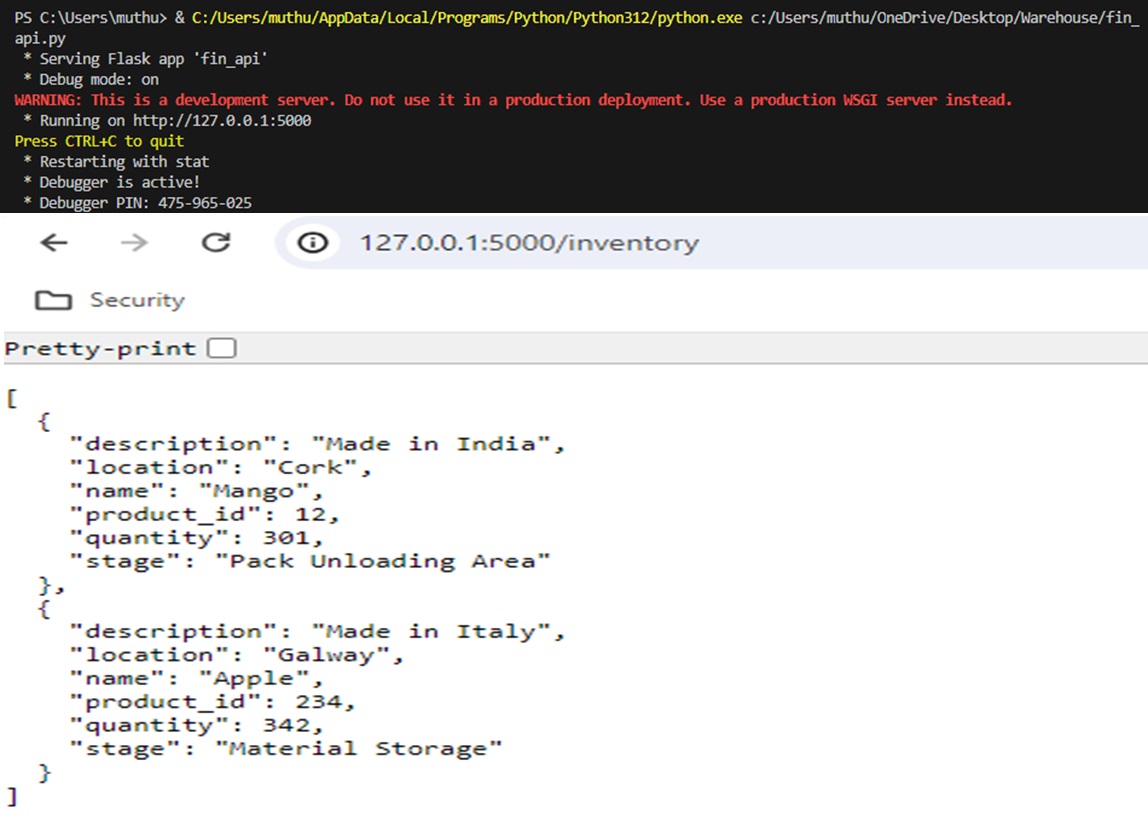 PS C:\Users\muthu> & C:/Users/muthu/AppData/Local/Programs/Python/Python312/python.exe c:/Users/muthu/OneDrive/Desktop/Warehouse/fin_
api.py
 * Serving Flask app 'fin_api'
 * Debug mode: on
WARNING: This is a development server. Do not use it in a production deployment. Use a production WSGI server instead.
 * Running on http://127.0.0.1:5000
Press CTRL+C to quit
 * Restarting with stat
 * Debugger is active!
 * Debugger PIN: 475-965-025
127.0.0.1:5000/inventory
Security
Pretty-print
[
  {
    "description": "Made in India",
    "location": "Cork",
    "name": "Mango",
    "product_id": 12,
    "quantity": 301,
    "stage": "Pack Unloading Area"
  },
  {
    "description": "Made in Italy",
    "location": "Galway",
    "name": "Apple",
    "product_id": 234,
    "quantity": 342,
    "stage": "Material Storage"
  }
]